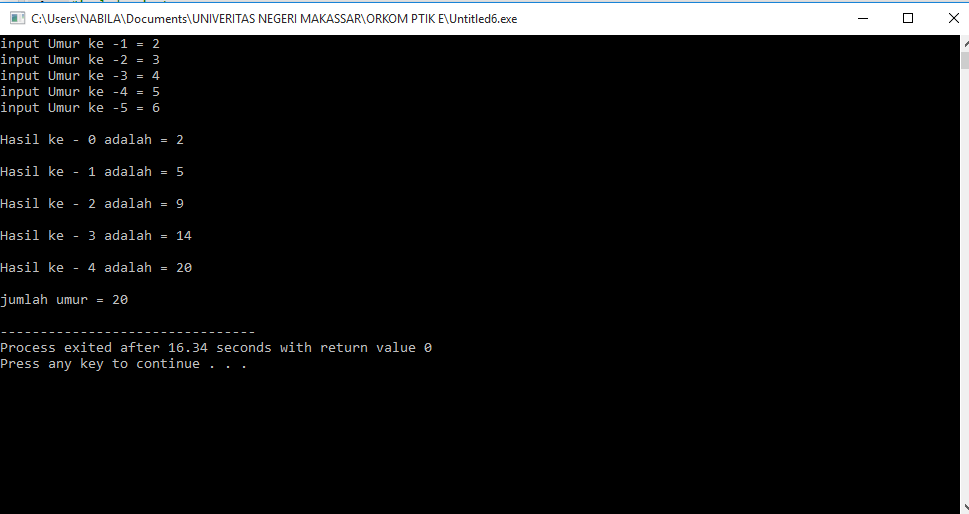 C:\Users\NABILA\Documents\UNIVERITAS NEGERI MAKASSAR\ORKOM PTIK E\Untitled6.exe
input Umur ke -1 = 2
input Umur ke -2 = 3
input Umur ke -3 = 4
input Umur ke -4 = 5
input Umur ke -5 = 6
Hasil ke - 0 adalah = 2
Hasil ke - 1 adalah = 5
Hasil ke - 2 adalah = 9
Hasil ke - 3 adalah = 14
Hasil ke - 4 adalah = 20
jumlah umur = 20
--------------------------------
Process exited after 16.34 seconds with return value 0
Press any key to continue . . .